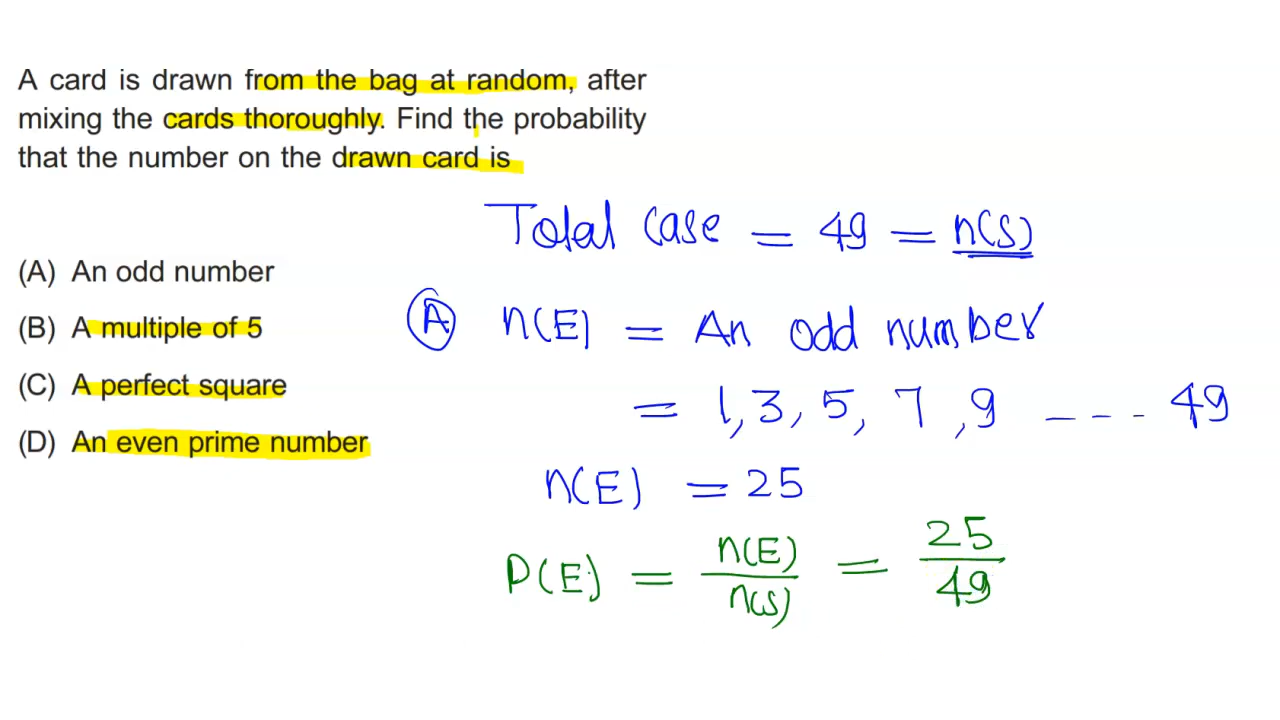 A card is drawn from the bag at random, after
mixing the cards thoroughly. Find the probability
that the number on the drawn card is
Total case = 49 = n(S)
(A) An odd number
(B) A multiple of 5
(C) A perfect square
(D) An even prime number
A n(E) = An odd number
= 1, 3, 5, 7, 9 --- 49
n(E) = 25
P(E) = n(E)/n(S) = 25/49